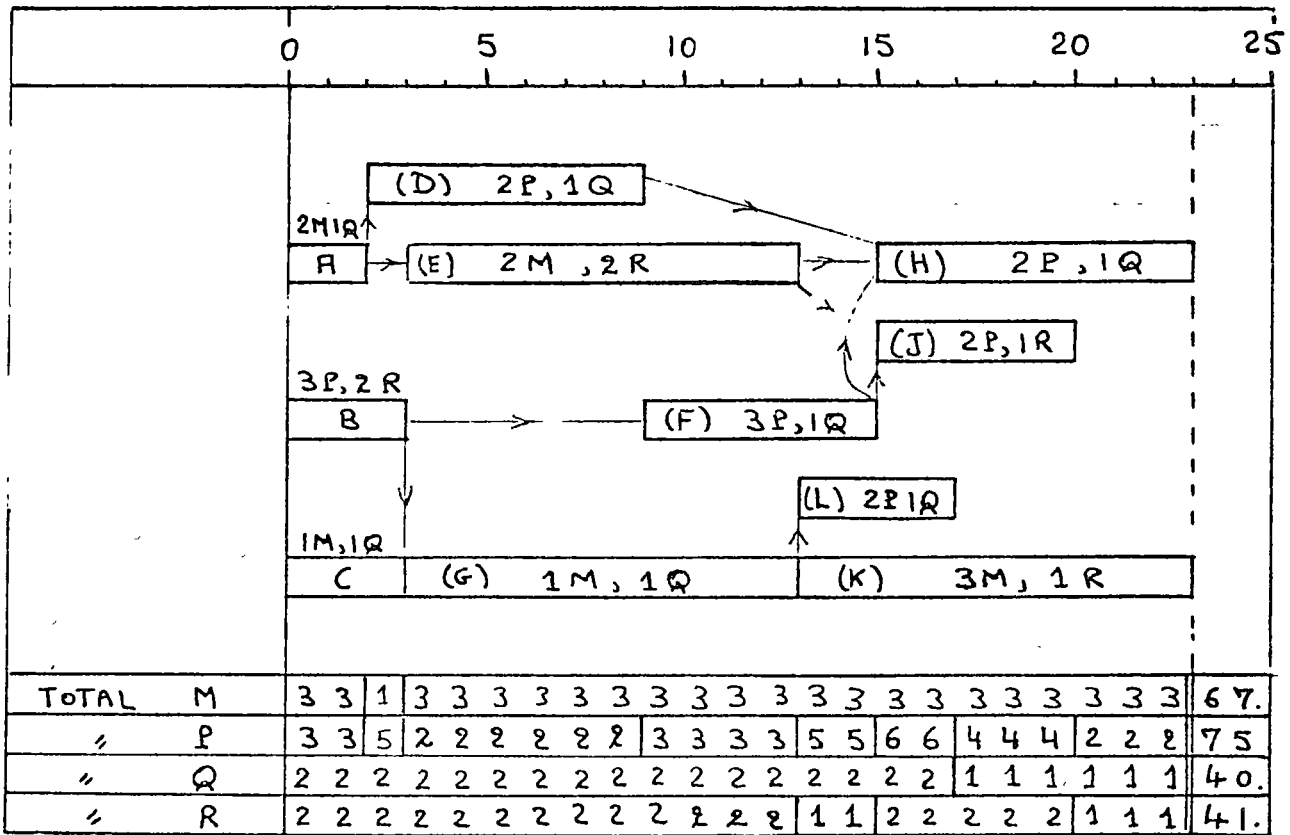 0 5 10 15 20 25
(D) 2P, 1Q
2M1Q
A (E) 2M, 2R (H) 2P, 1Q
(J) 2P, 1R
3P, 2R
B (F) 3P, 1Q
(L) 2P1Q
1M, 1Q
C (G) 1M, 1Q (K) 3M, 1R
TOTAL M 3 3 1 3 3 3 3 3 3 3 3 3 3 3 3 3 3 3 3 3 3 3 3 67.
" P 3 3 5 2 2 2 2 2 2 3 3 3 3 5 5 6 6 4 4 4 2 2 2 75
" Q 2 2 2 2 2 2 2 2 2 2 2 2 2 2 2 2 2 1 1 1 1 1 1 40.
" R 2 2 2 2 2 2 2 2 2 2 2 2 2 1 1 2 2 2 2 2 1 1 1 41.